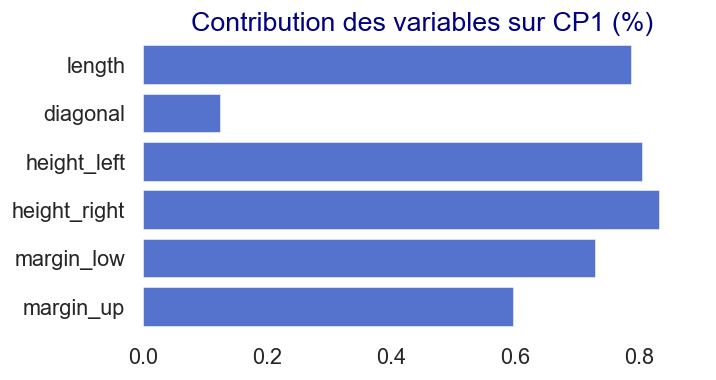 Contribution des variables sur CP1 (%)
length
diagonal
height_left
height_right
margin_low
margin_up
0.0 0.2 0.4 0.6 0.8